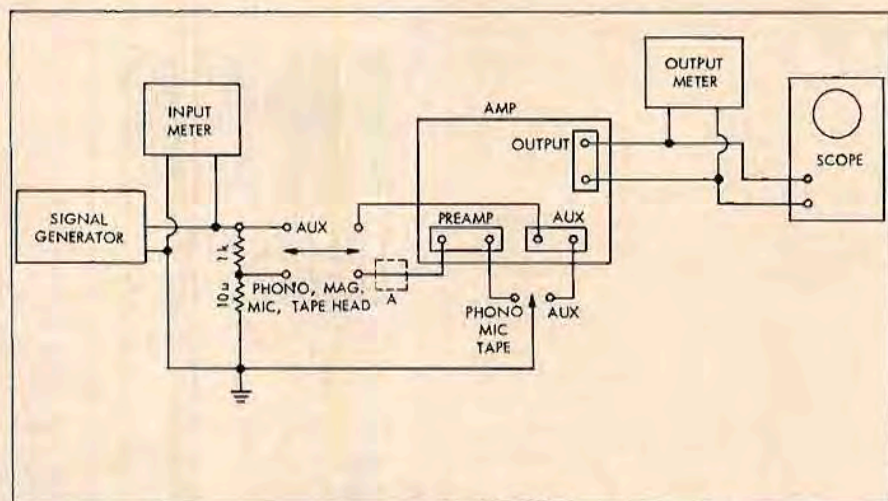 INPUT
METER
SIGNAL
GENERATOR
1k
10u
AUX
PHONO, MAG.
MIC, TAPE HEAD
A
AMP
OUTPUT
PREAMP
AUX
PHONO
MIC
TAPE
AUX
OUTPUT
METER
SCOPE